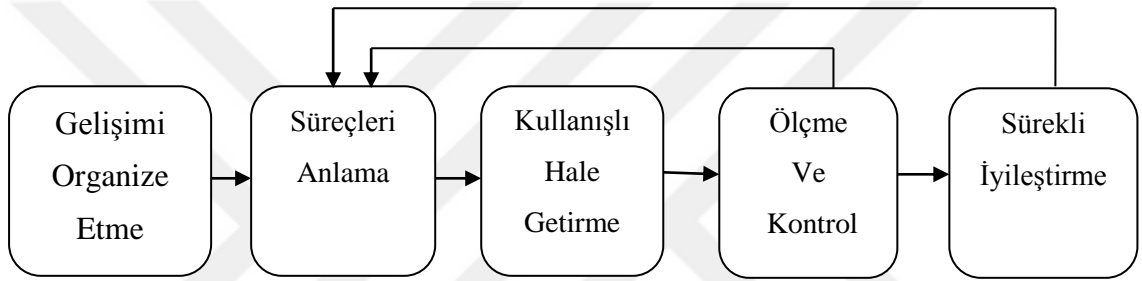 Gelişimi
Organize
Etme
Süreçleri
Anlama
Kullanışlı
Hale
Getirme
Ölçme
Ve
Kontrol
Sürekli
İyileştirme